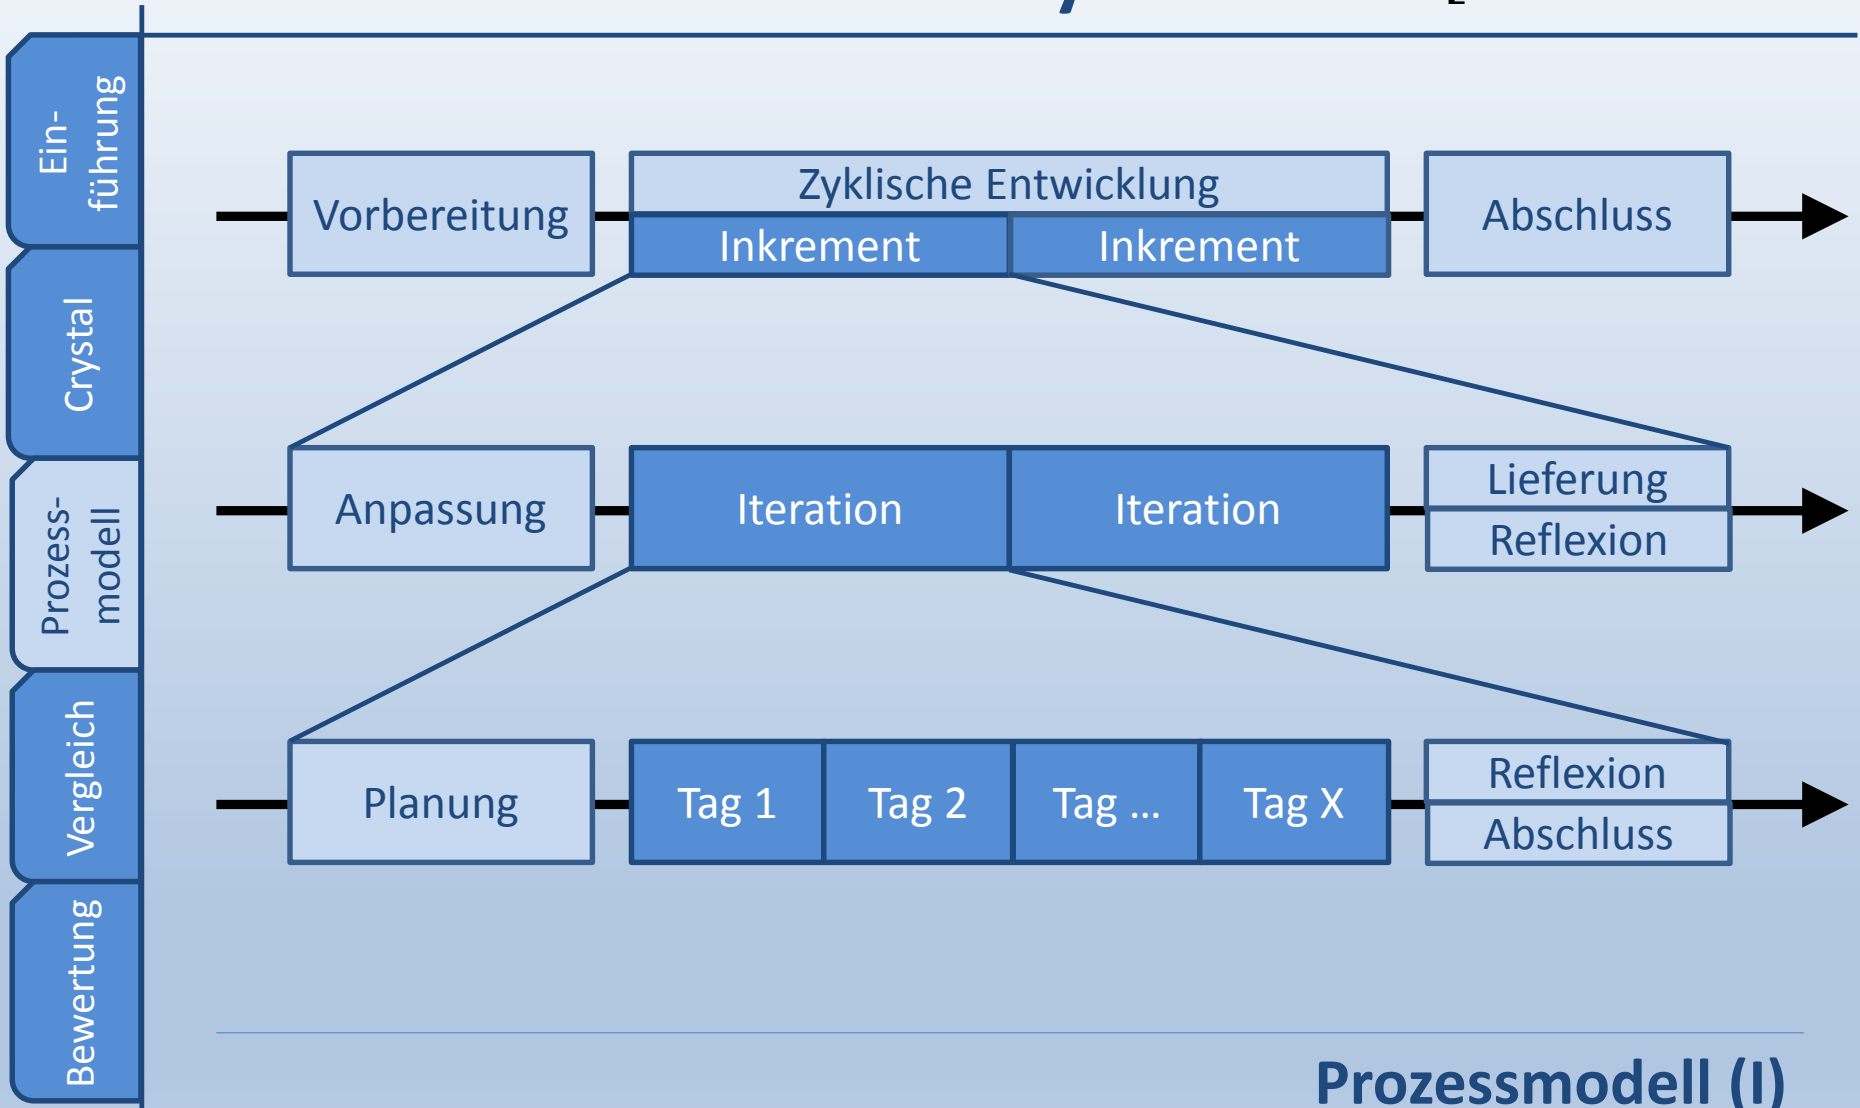 Ein-
führung
Crystal
Prozess-
modell
Vergleich
Bewertung
Vorbereitung
Zyklische Entwicklung
Inkrement
Inkrement
Abschluss
Anpassung
Iteration
Iteration
Lieferung
Reflexion
Planung
Tag 1
Tag 2
Tag ...
Tag X
Reflexion
Abschluss
Prozessmodell (I)